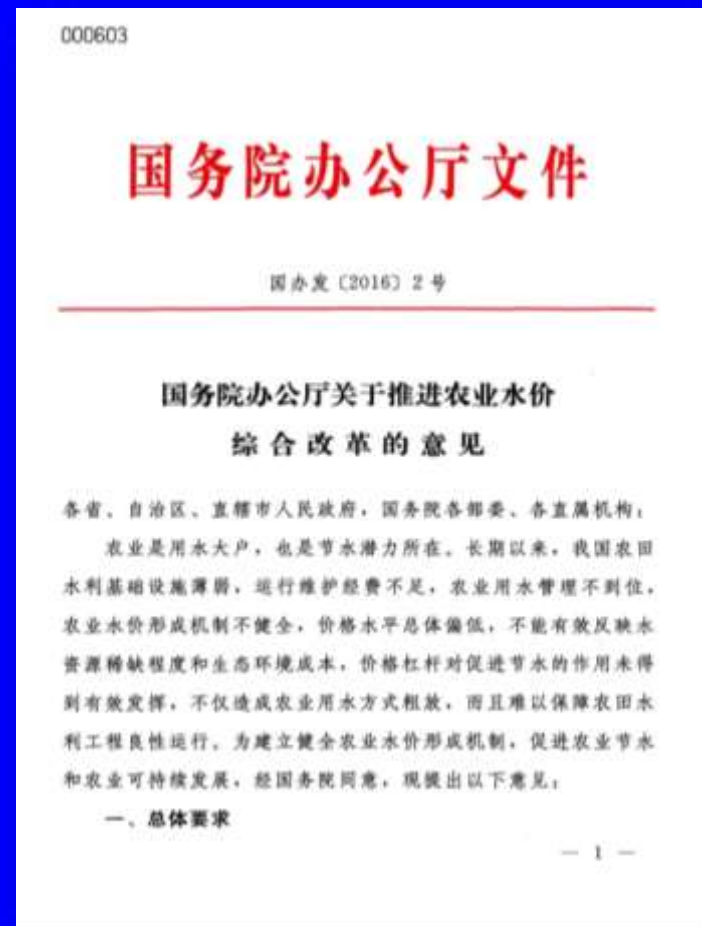 000603
国务院办公厅文件
国办发〔2016〕2号
国务院办公厅关于推进农业水价
综合改革的意见
各省、自治区、直辖市人民政府，国务院各部委、各直属机构：
农业是用水大户，也是节水潜力所在。长期以来，我国农田
水利基础设施薄弱，运行维护经费不足，农业用水管理不到位，
农业水价形成机制不健全，价格水平总体偏低，不能有效反映水
资源稀缺程度和生态环境成本，价格杠杆对促进节水的作用未得
到有效发挥，不仅造成农业用水方式粗放，而且难以保障农田水
利工程良性运行。为建立健全农业水价形成机制，促进农业节水
和农业可持续发展，经国务院同意，现提出以下意见：
一、总体要求
— 1 —